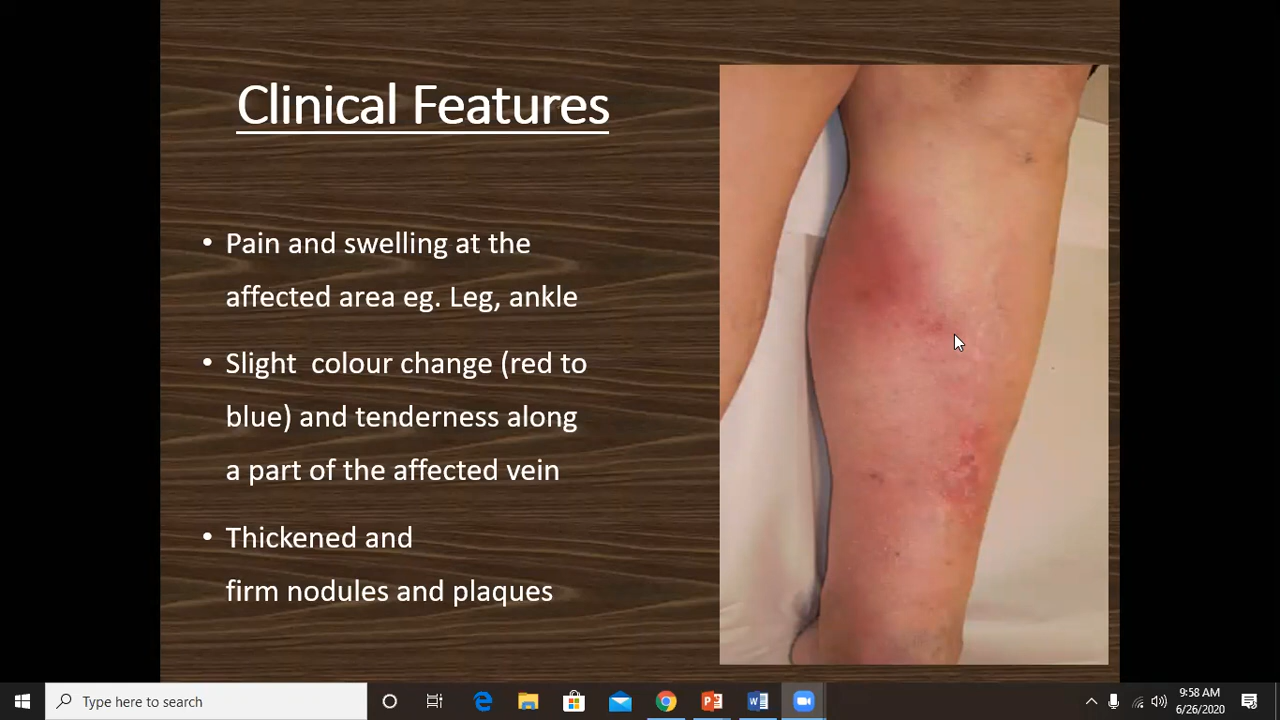 Clinical Features
• Pain and swelling at the
affected area eg. Leg, ankle
• Slight colour change (red to
blue) and tenderness along
a part of the affected vein
• Thickened and
firm nodules and plaques
Type here to search
9:58 AM
6/26/2020